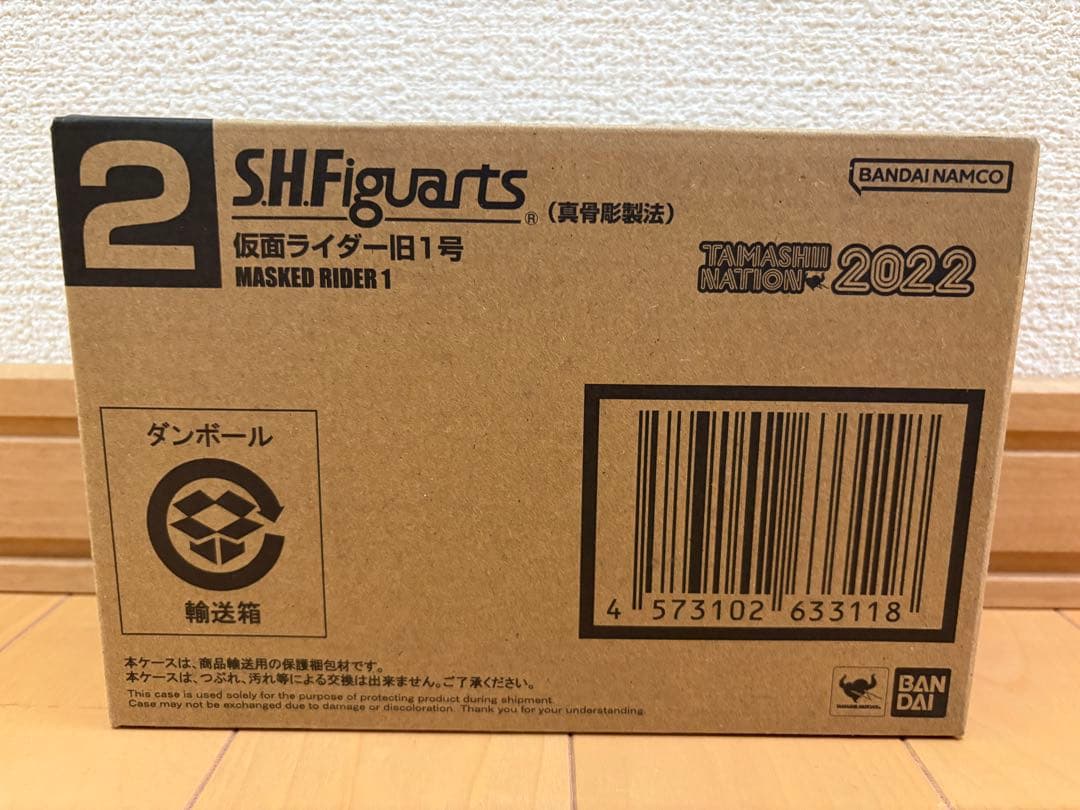 2
S.H.Figuarts® (真骨彫製法)
仮面ライダー旧1号
MASKED RIDER 1
BANDAI NAMCO
TAMASHII
NATION 2022
ダンボール
輸送箱
4 573102 633118
本ケースは、商品輸送用の保護梱包材です。
本ケースは、つぶれ、汚れ等による交換は出来ません。ご了承ください。
This case is used solely for the purpose of protecting product during shipment.
Case may not be exchanged due to damage or discoloration. Thank you for your understanding.
TAMASHII NATIONS
BAN
DAI